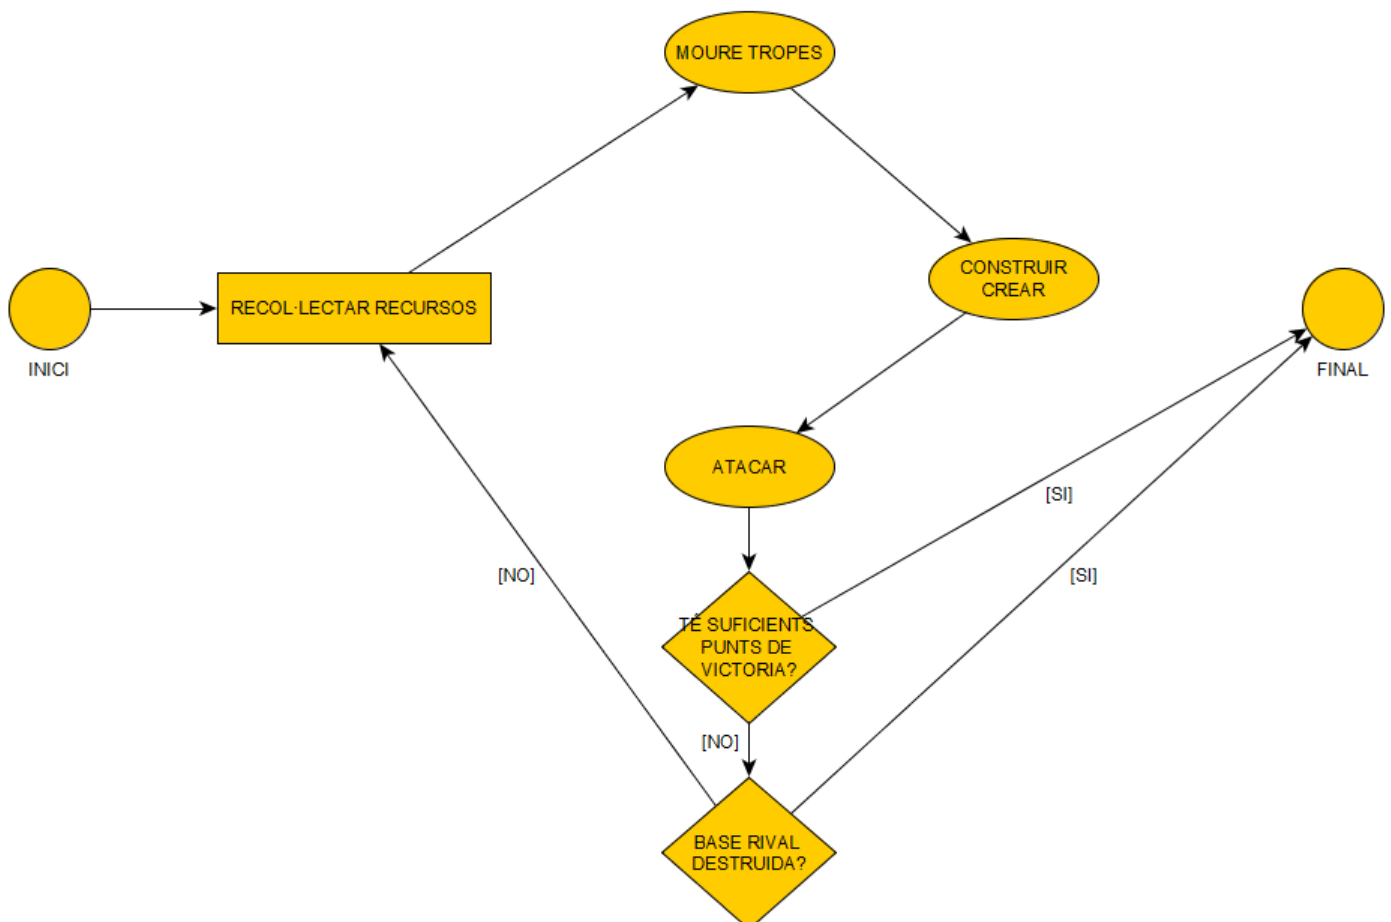 MOURE TROPES
CONSTRUIR
CREAR
RECOL·LECTAR RECURSOS
INICI
FINAL
ATACAR
[SI]
[NO]
[SI]
TÉ SUFICIENTS
PUNTS DE
VICTORIA?
[NO]
BASE RIVAL
DESTRUIDA?